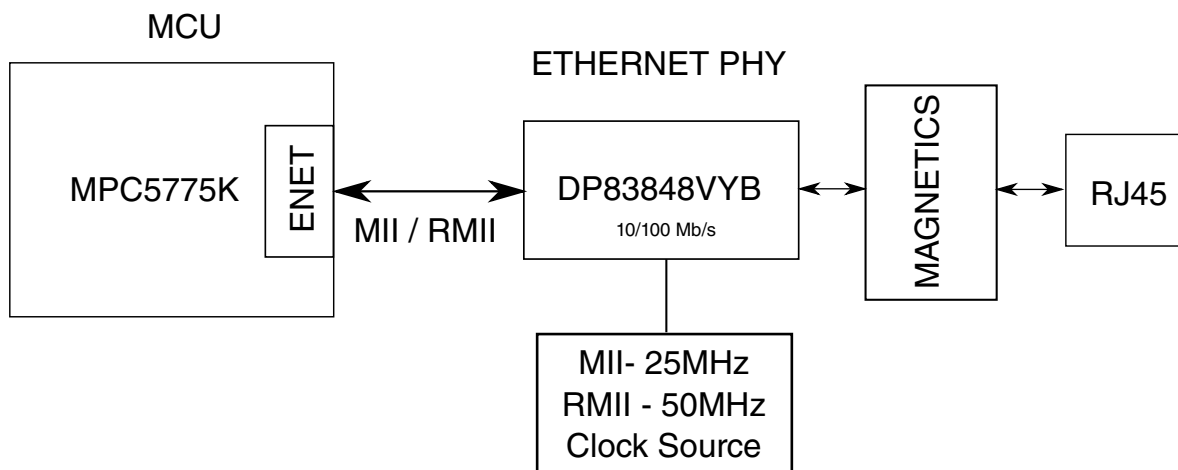 MCU
MPC5775K
ENET
MII / RMII
ETHERNET PHY
DP83848VYB
10/100 Mb/s
MAGNETICS
RJ45
MII- 25MHz
RMII - 50MHz
Clock Source